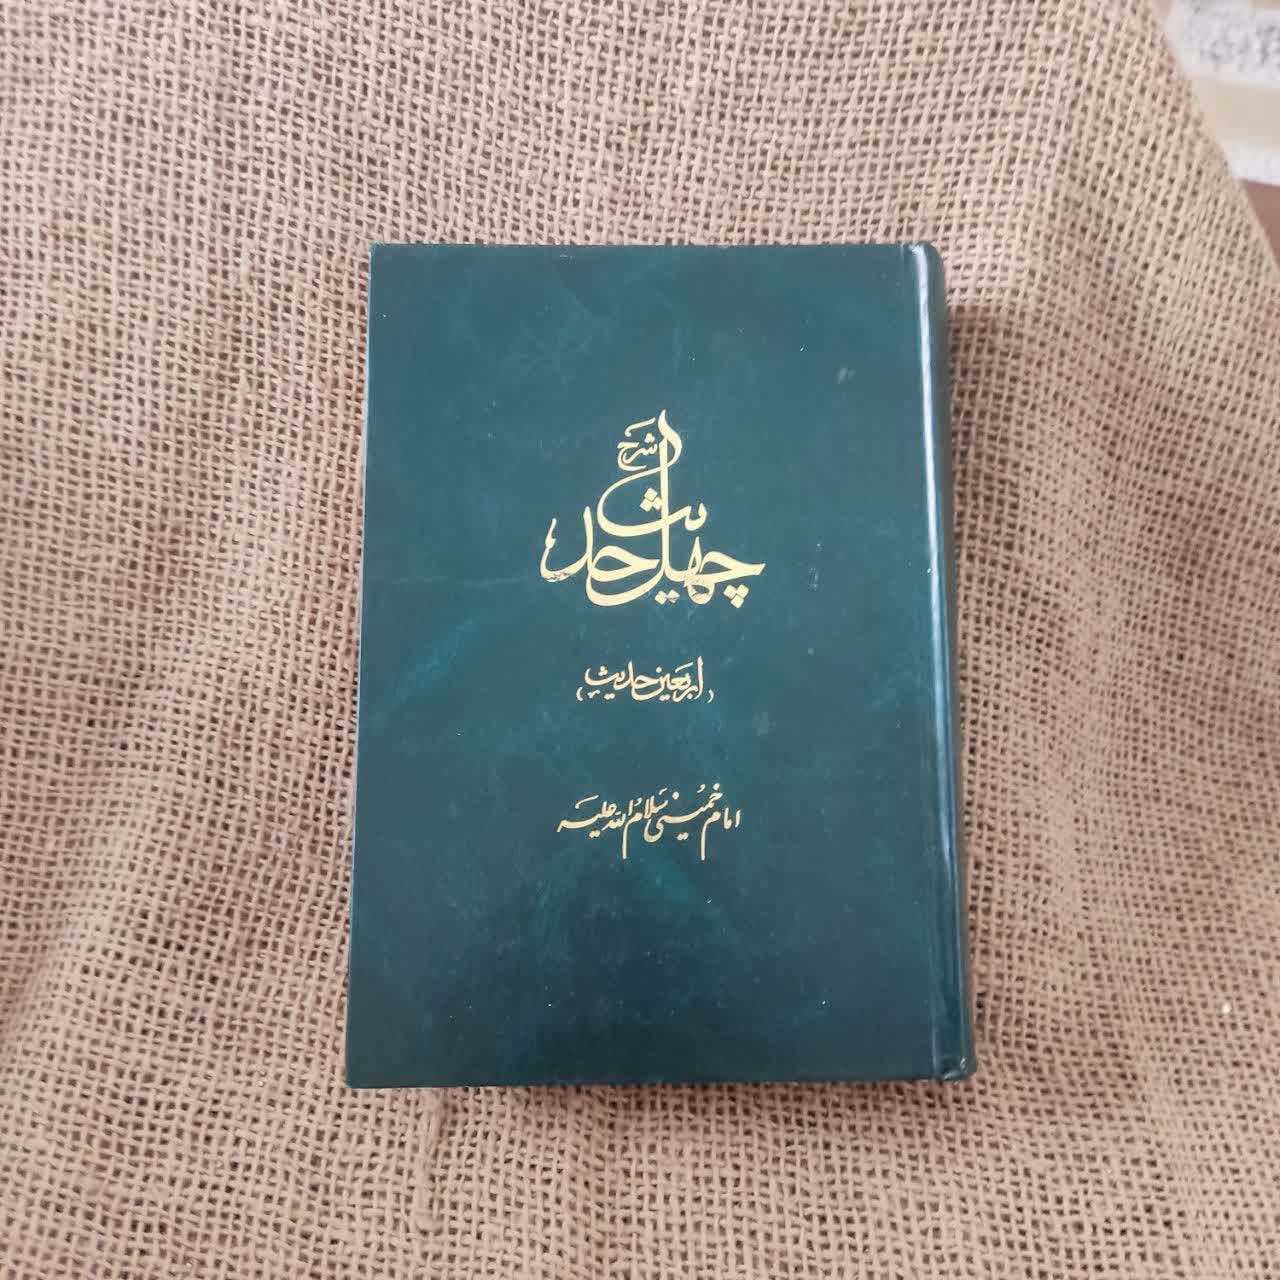 شرح
چهل حدیث
(اربعین حدیث)
امام خمینی سلام الله علیه